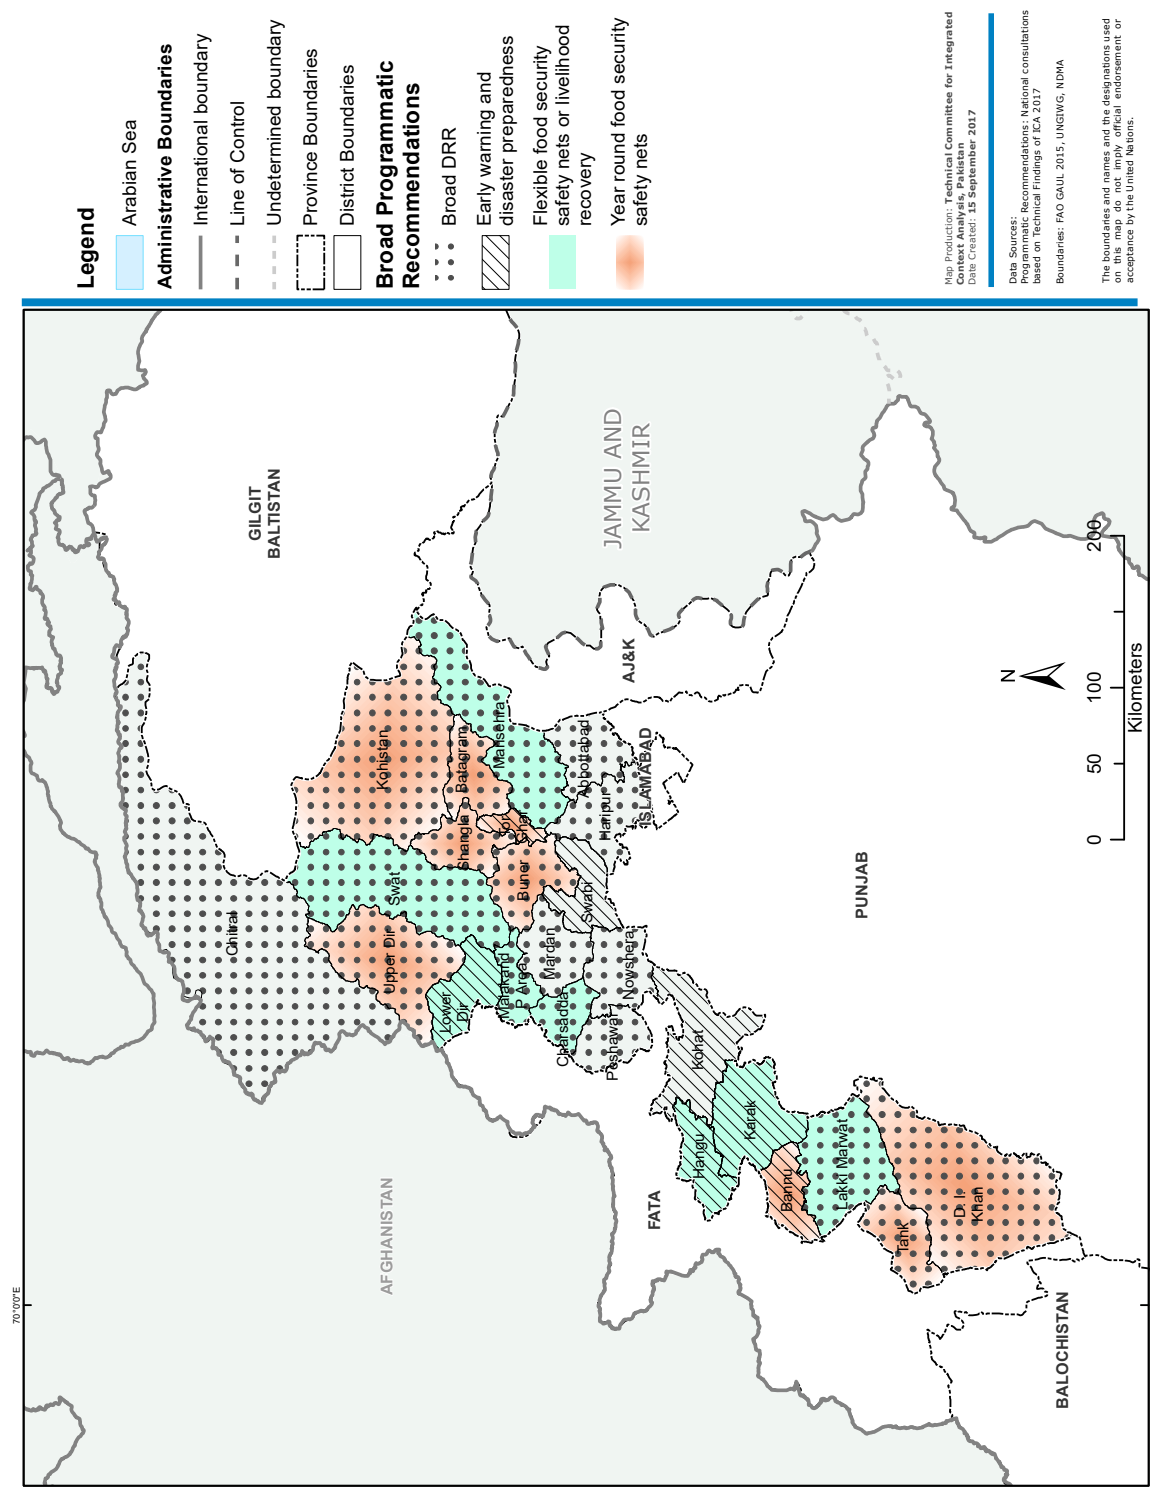 Legend
Arabian Sea
Administrative Boundaries
International boundary
Line of Control
Undetermined boundary
Province Boundaries
District Boundaries
Broad Programmatic
Recommendations
Broad DRR
Early warning and
disaster preparedness
Flexible food security
safety nets or livelihood
recovery
Year round food security
safety nets
Map Production: Technical Committee for Integrated
Context Analysis, Pakistan
Date Created: 15 September 2017
Data Sources:
Programmatic Recommendations: National consultations
based on Technical Findings of ICA 2017
Boundaries: FAO GAUL 2015, UNGIWG, NDMA
The boundaries and names and the designations used
on this map do not imply official endorsement or
acceptance by the United Nations.
70°0'0"E
GILGIT
BALTISTAN
JAMMU AND
KASHMIR
AJ&K
ISLAMABAD
PUNJAB
AFGHANISTAN
FATA
BALOCHISTAN
Chitral
Kohistan
Swat
Upper Dir
Lower
Dir
Batagram
Shangla
Mansehra
Tor
Ghar
Buner
Malakand
P Area
Mardan
Swabi
Abbottabad
Haripur
Charsadda
Nowshera
Peshawar
Kohat
Hangu
Karak
Bannu
Lakki Marwat
Tank
D. I.
Khan
N
0
50
100
200
Kilometers